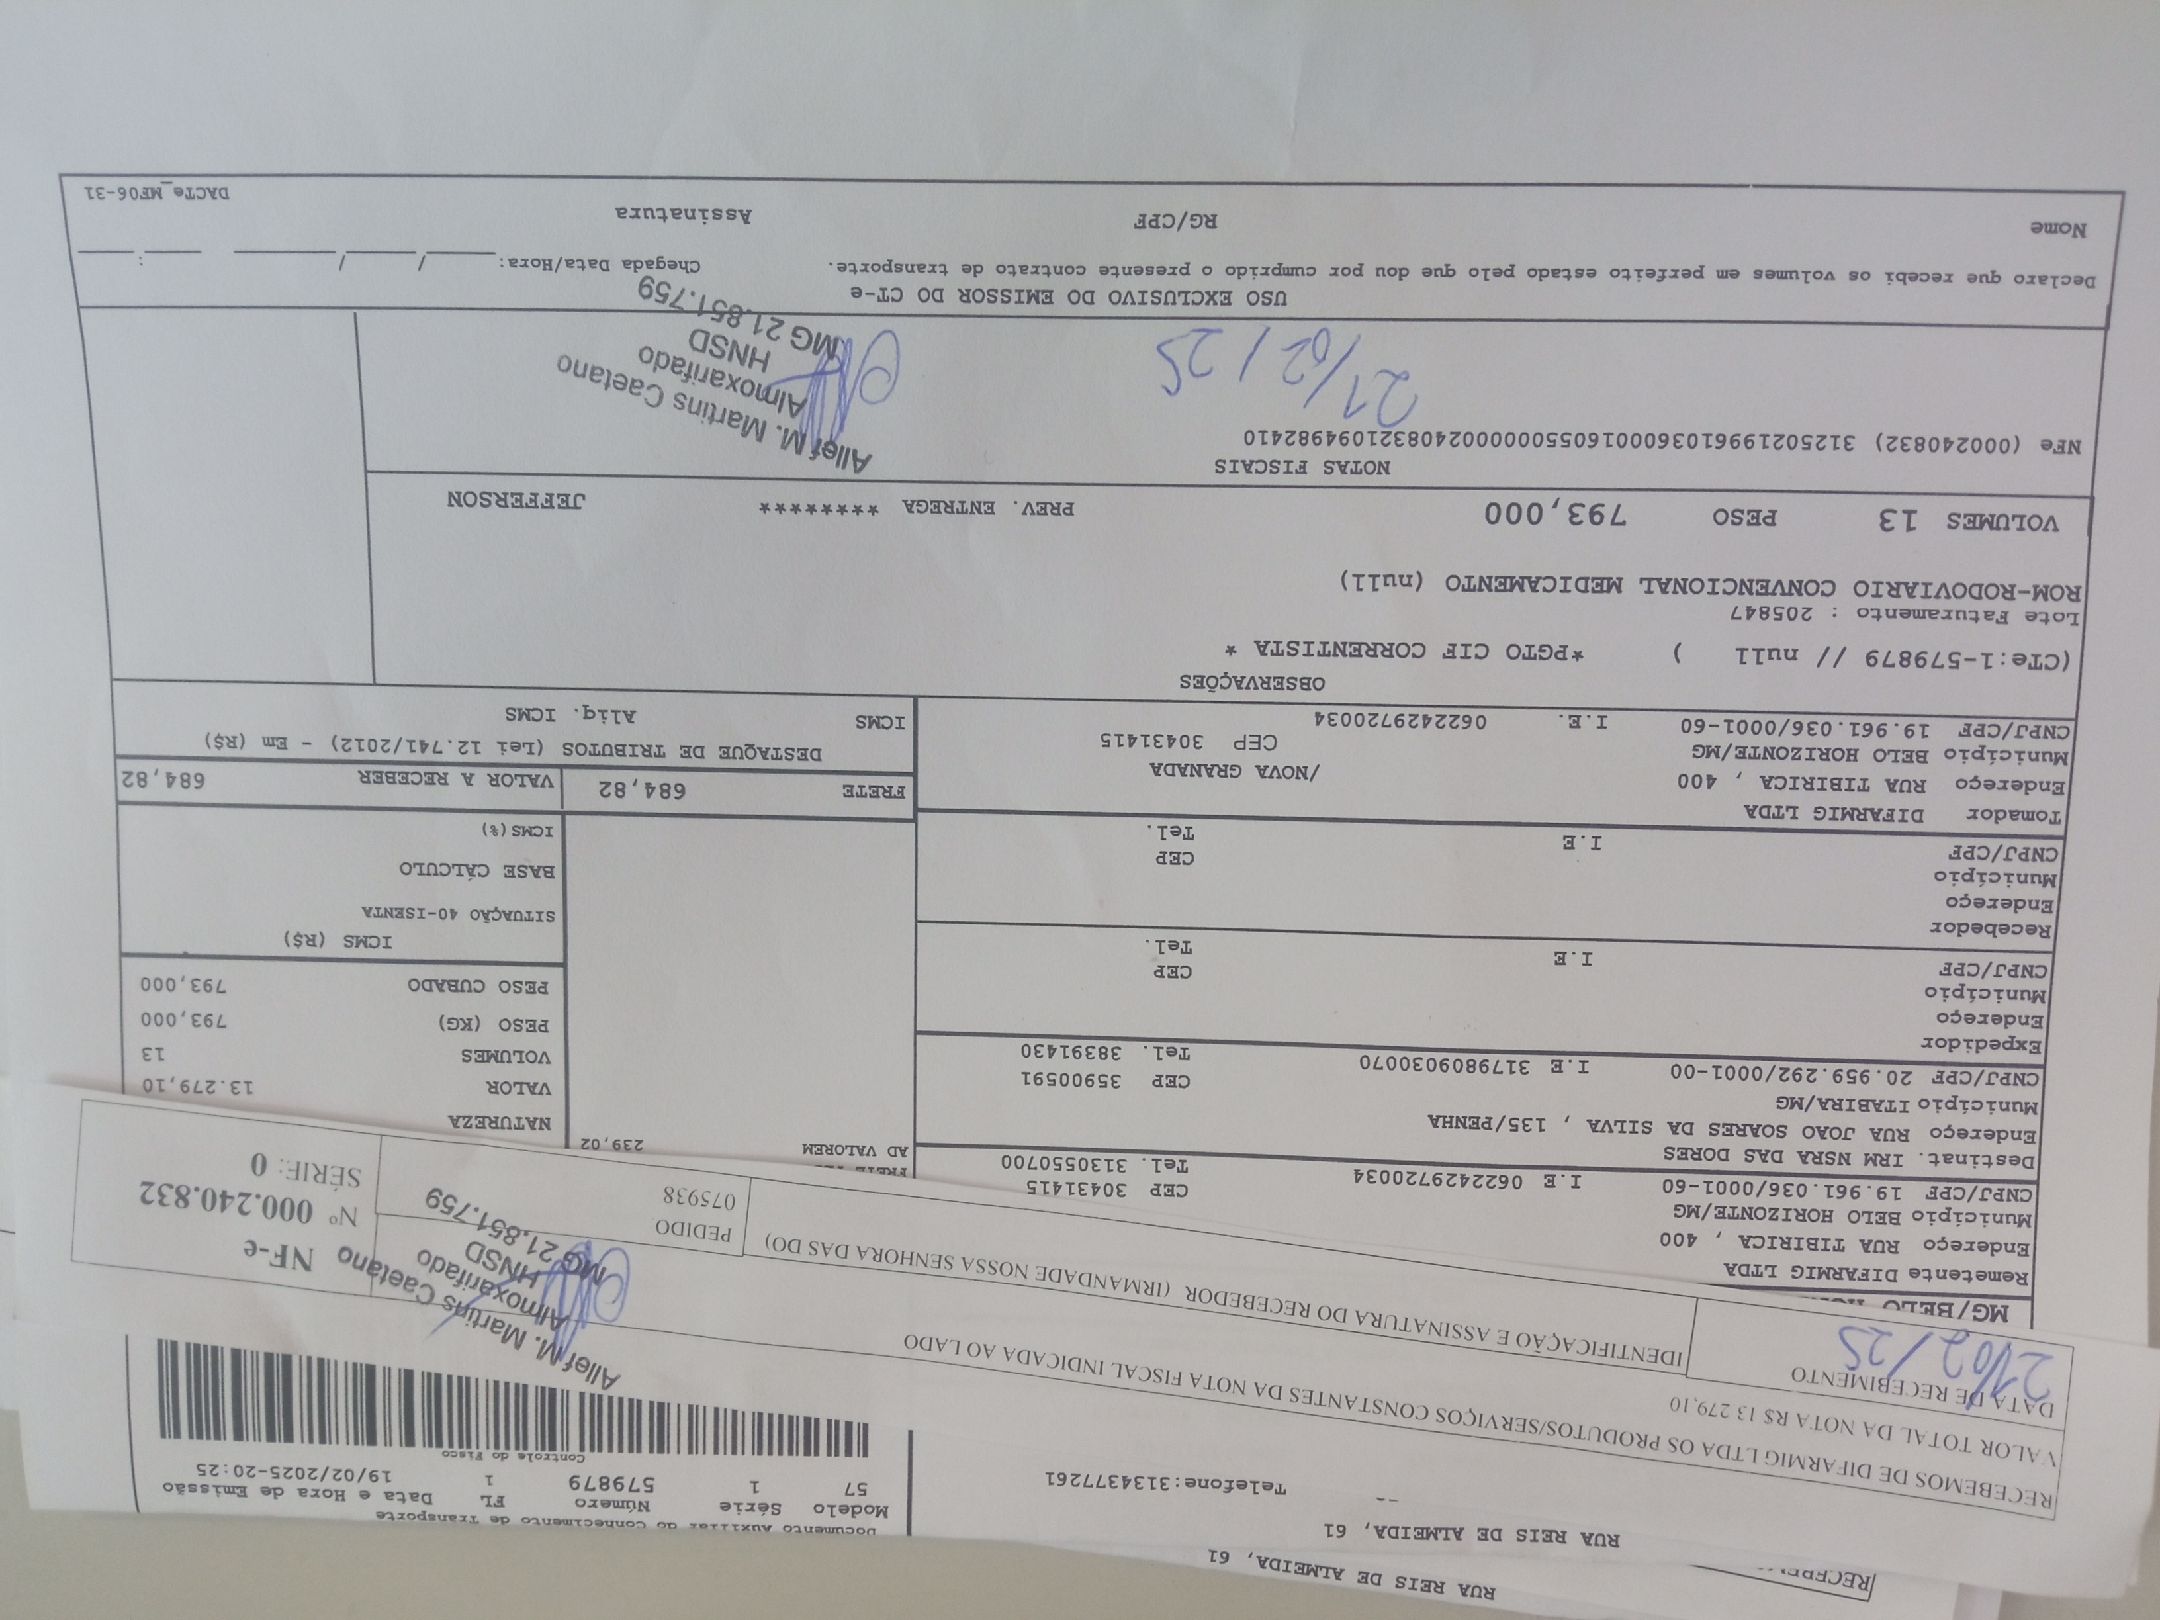 RECEBE
RUA REIS DE ALMEIDA, 61
RUA REIS DE ALMEIDA, 61
--
Telefone:3134377261
Documento Auxiliar do Conhecimento de Transporte
Modelo Série Número FL Data e Hora de Emissão
57 1 579879 1 19/02/2025-20:25
Controle do Fisco
RECEBEMOS DE DIFARMIG LTDA OS PRODUTOS/SERVIÇOS CONSTANTES DA NOTA FISCAL INDICADA AO LADO
VALOR TOTAL DA NOTA R$ 13 279,10
DATA DE RECEBIMENTO
21/02/25
IDENTIFICAÇÃO E ASSINATURA DO RECEBEDOR (IRMANDADE NOSSA SENHORA DAS DO)
PEDIDO
075938
Allef M. Martins Caetano
Almoxarifado
HNSD
MG 21.851.759
NF-e
Nº 000.240.832
SÉRIE: 0
MG/BELO
Remetente DIFARMIG LTDA
Endereço RUA TIBIRICA , 400
Município BELO HORIZONTE/MG
CNPJ/CPF 19.961.036/0001-60 I.E 0622429720034
CEP 30431415
Tel. 3130550700
Destinat. IRM NSRA DAS DORES
Endereço RUA JOAO SOARES DA SILVA , 135/PENHA
Município ITABIRA/MG
CNPJ/CPF 20.959.292/0001-00 I.E 3179809030070
CEP 35900591
Tel. 38391430
Expedidor
Endereço
Município
CNPJ/CPF I.E
CEP
Tel.
Recebedor
Endereço
Município
CNPJ/CPF I.E
CEP
Tel.
Tomador DIFARMIG LTDA
Endereço RUA TIBIRICA , 400 /NOVA GRANADA
Município BELO HORIZONTE/MG CEP 30431415
CNPJ/CPF 19.961.036/0001-60 I.E. 0622429720034
AD VALOREM 239,02
NATUREZA
VALOR 13.279,10
VOLUMES 13
PESO (KG) 793,000
PESO CUBADO 793,000
ICMS (R$)
SITUAÇÃO 40-ISENTA
BASE CÁLCULO
ICMS(%)
FRETE 684,82 VALOR A RECEBER 684,82
DESTAQUE DE TRIBUTOS (Lei 12.741/2012) - Em (R$)
ICMS Aliq. ICMS
OBSERVAÇÕES
(CTe:1-579879 // null ) *PGTO CIF CORRENTISTA *
Lote Faturamento : 205847
ROM-RODOVIARIO CONVENCIONAL MEDICAMENTO (null)
VOLUMES 13 PESO 793,000 PREV. ENTREGA ******** JEFFERSON
NOTAS FISCAIS
NFe (000240832) 31250219961036000160550000002408321094982410
21/02/25
Allef M. Martins Caetano
Almoxarifado
HNSD
MG 21.851.759
USO EXCLUSIVO DO EMISSOR DO CT-e
Declaro que recebi os volumes em perfeito estado pelo que dou por cumprido o presente contrato de transporte. Chegada Data/Hora: ____/____/______ ____:____
Nome RG/CPF Assinatura
DACTe_MF06-31